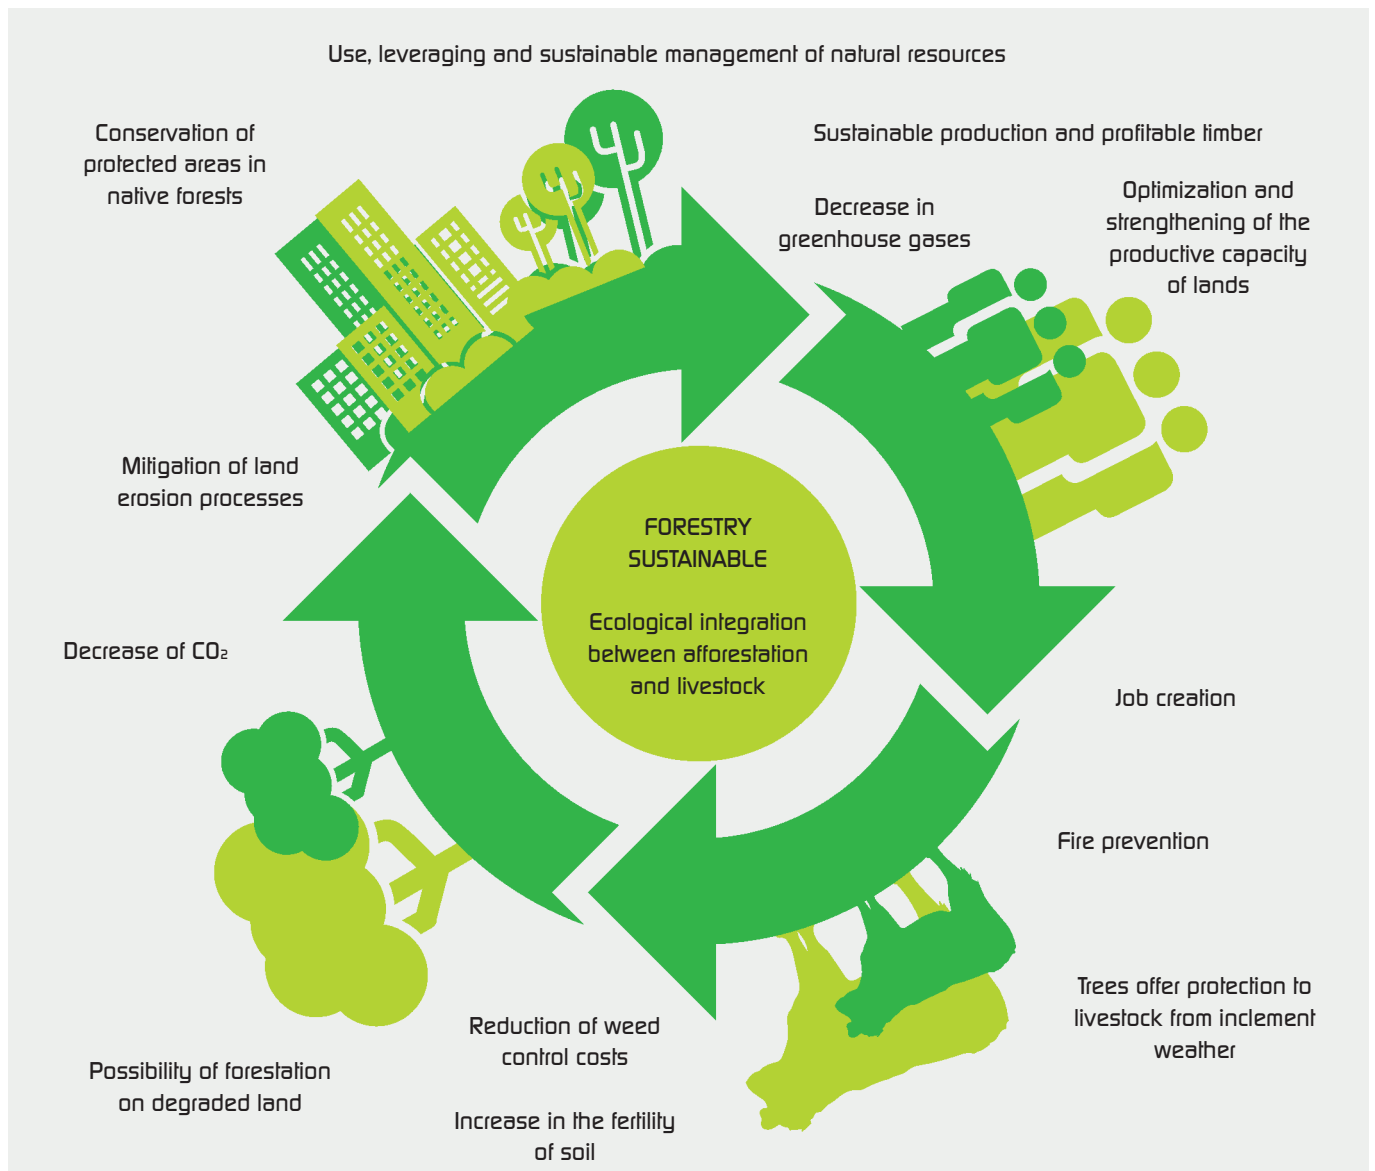 Use, leveraging and sustainable management of natural resources
Conservation of
protected areas in
native forests
Sustainable production and profitable timber
Decrease in
greenhouse gases
Optimization and
strengthening of the
productive capacity
of lands
Mitigation of land
erosion processes
FORESTRY
SUSTAINABLE
Ecological integration
between afforestation
and livestock
Decrease of CO₂
Job creation
Fire prevention
Trees offer protection to
livestock from inclement
weather
Reduction of weed
control costs
Possibility of forestation
on degraded land
Increase in the fertility
of soil